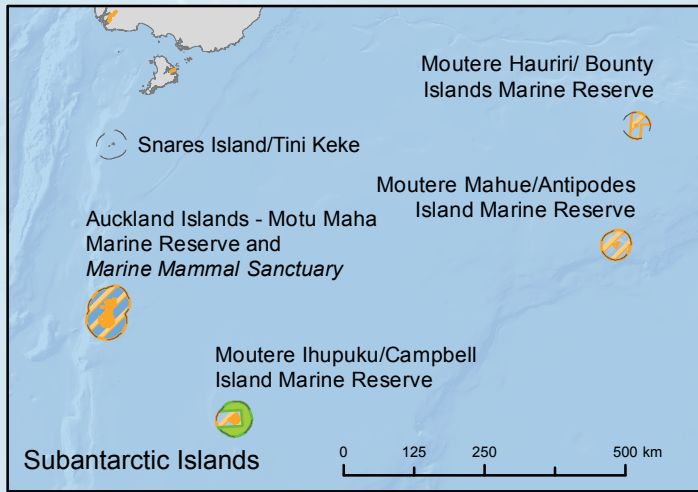 Moutere Hauriri/ Bounty
Islands Marine Reserve
Snares Island/Tini Keke
Moutere Mahue/Antipodes
Island Marine Reserve
Auckland Islands - Motu Maha
Marine Reserve and
Marine Mammal Sanctuary
Moutere Ihupuku/Campbell
Island Marine Reserve
Subantarctic Islands
0 125 250 500 km